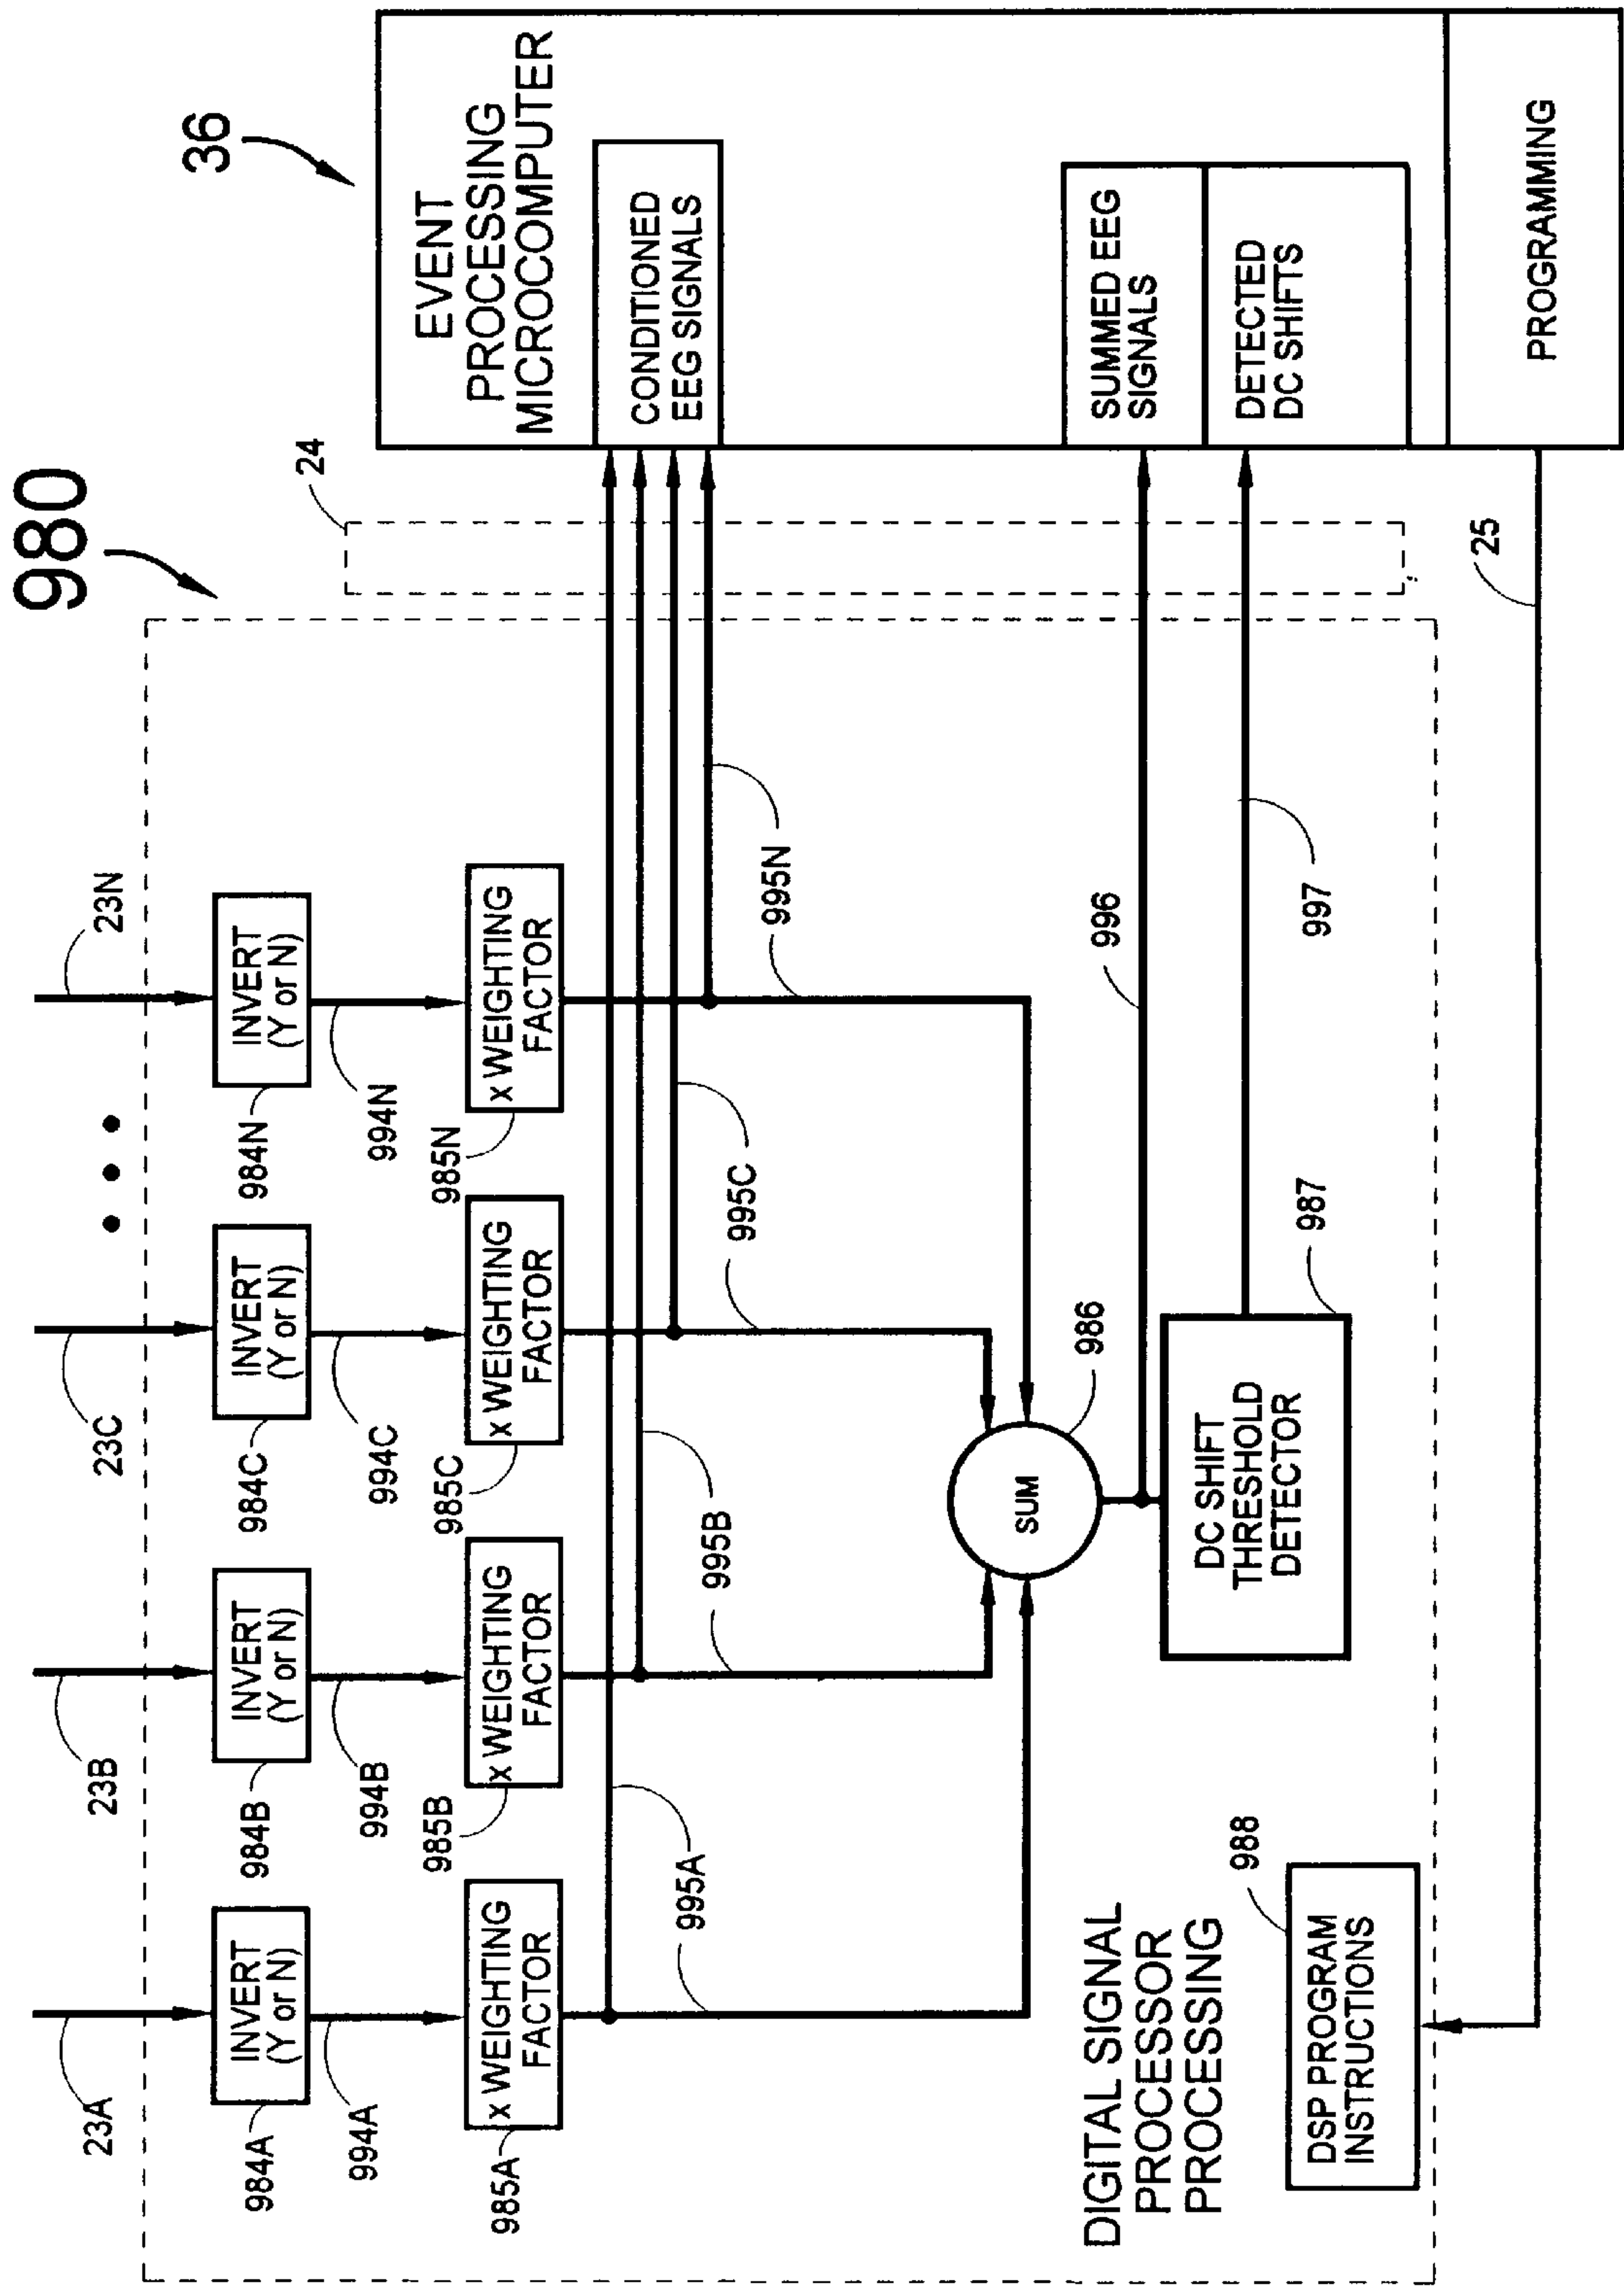 980
36
24
23A
23B
23C
23N
INVERT
(Y or N)
INVERT
(Y or N)
INVERT
(Y or N)
INVERT
(Y or N)
984A
984B
984C
984N
994A
994B
994C
994N
x WEIGHTING
FACTOR
x WEIGHTING
FACTOR
x WEIGHTING
FACTOR
x WEIGHTING
FACTOR
985A
985B
985C
985N
995A
995B
995C
995N
SUM
986
996
DC SHIFT
THRESHOLD
DETECTOR
987
997
DIGITAL SIGNAL
PROCESSOR
PROCESSING
988
DSP PROGRAM
INSTRUCTIONS
25
EVENT
PROCESSING
MICROCOMPUTER
CONDITIONED
EEG SIGNALS
SUMMED EEG
SIGNALS
DETECTED
DC SHIFTS
PROGRAMMING